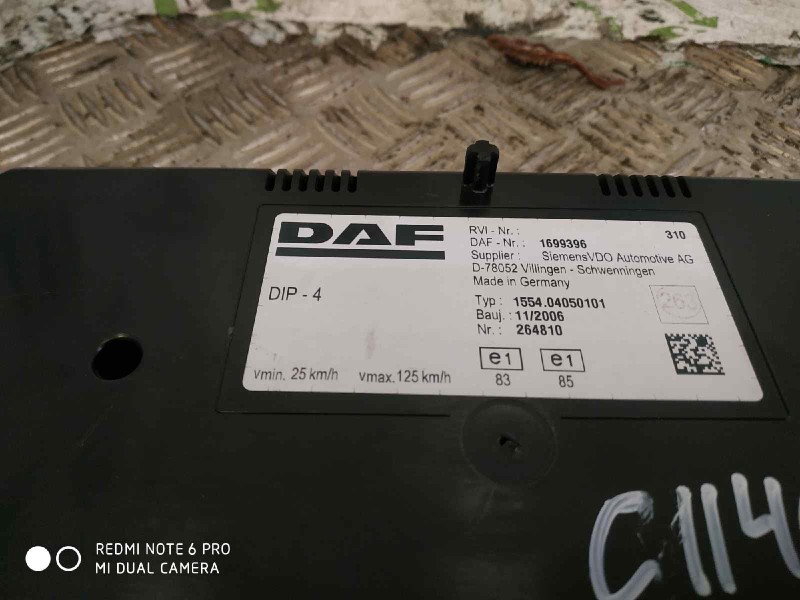 DAF
DIP - 4
vmin. 25 km/h vmax.125 km/h
RVI - Nr. : 310
DAF - Nr. : 1699396
Supplier : SiemensVDO Automotive AG
D-78052 Villingen - Schwenningen
Made in Germany
Typ : 1554.04050101
Bauj. : 11/2006
Nr. : 264810
263
e1 e1
83 85
C114
REDMI NOTE 6 PRO
MI DUAL CAMERA